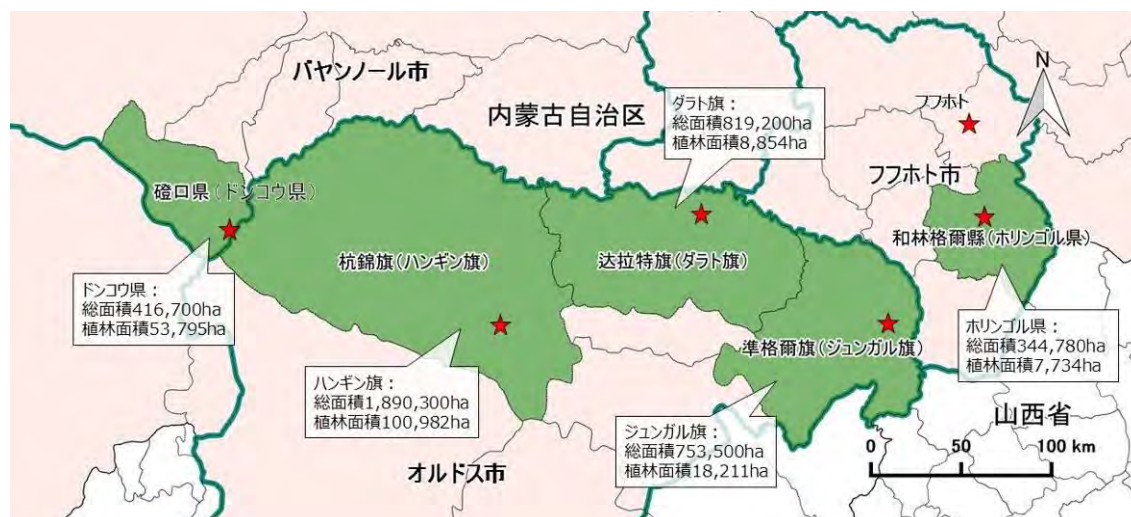 バヤンノール市
内蒙古自治区
ダラト旗：
総面積819,200ha
植林面積8,854ha
フフホト
N
フフホト市
磴口県(ドンコウ県)
杭錦旗(ハンギン旗)
达拉特旗(ダラト旗)
和林格爾縣(ホリンゴル県)
ドンコウ県：
総面積416,700ha
植林面積53,795ha
準格爾旗(ジュンガル旗)
ホリンゴル県：
総面積344,780ha
植林面積7,734ha
ハンギン旗：
総面積1,890,300ha
植林面積100,982ha
ジュンガル旗：
総面積753,500ha
植林面積18,211ha
山西省
0 50 100 km
オルドス市